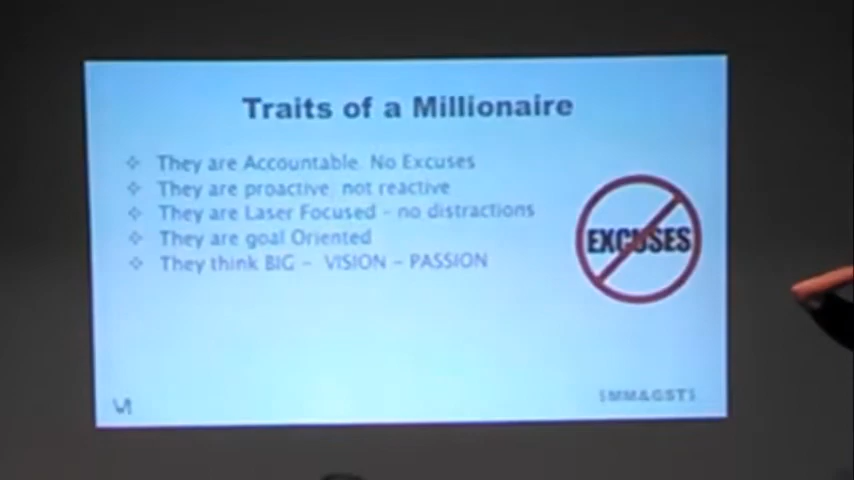 Traits of a Millionaire
They are Accountable. No Excuses
They are proactive, not reactive
They are Laser Focused - no distractions
They are goal Oriented
They think BIG - VISION - PASSION
EXCUSES